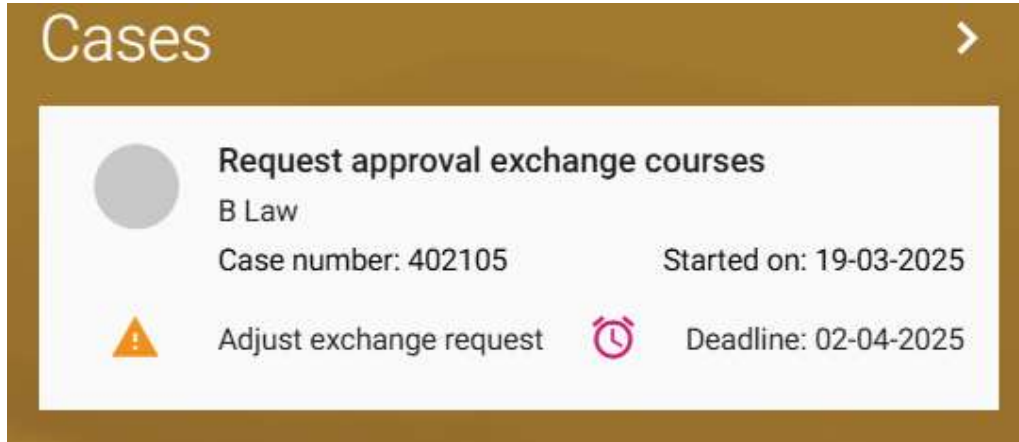 Cases
Request approval exchange courses
B Law
Case number: 402105 Started on: 19-03-2025
Adjust exchange request Deadline: 02-04-2025